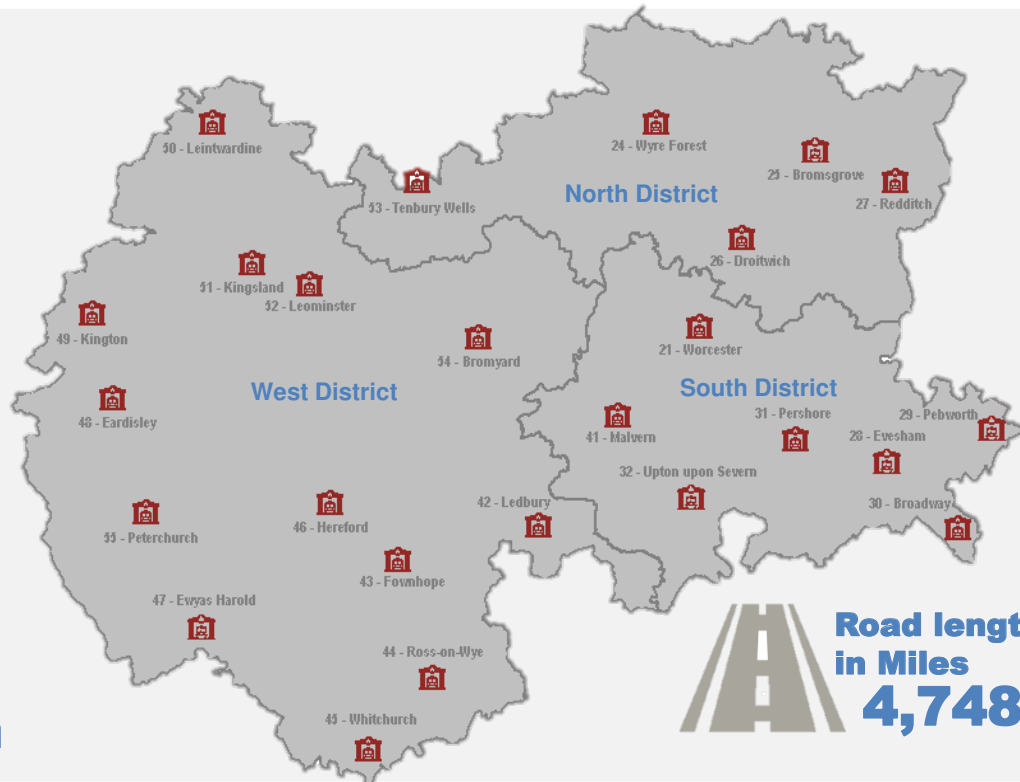 50 - Leintwardine
24 - Wyre Forest
25 - Bromsgrove
53 - Tenbury Wells
North District
27 - Redditch
26 - Droitwich
51 - Kingsland
52 - Leominster
49 - Kington
21 - Worcester
54 - Bromyard
West District
South District
48 - Eardisley
31 - Pershore
29 - Pebworth
41 - Malvern
28 - Evesham
32 - Upton upon Severn
42 - Ledbury
30 - Broadway
46 - Hereford
55 - Peterchurch
43 - Fownhope
47 - Ewyas Harold
Road lengt
in Miles
4,748
44 - Ross-on-Wye
45 - Whitchurch